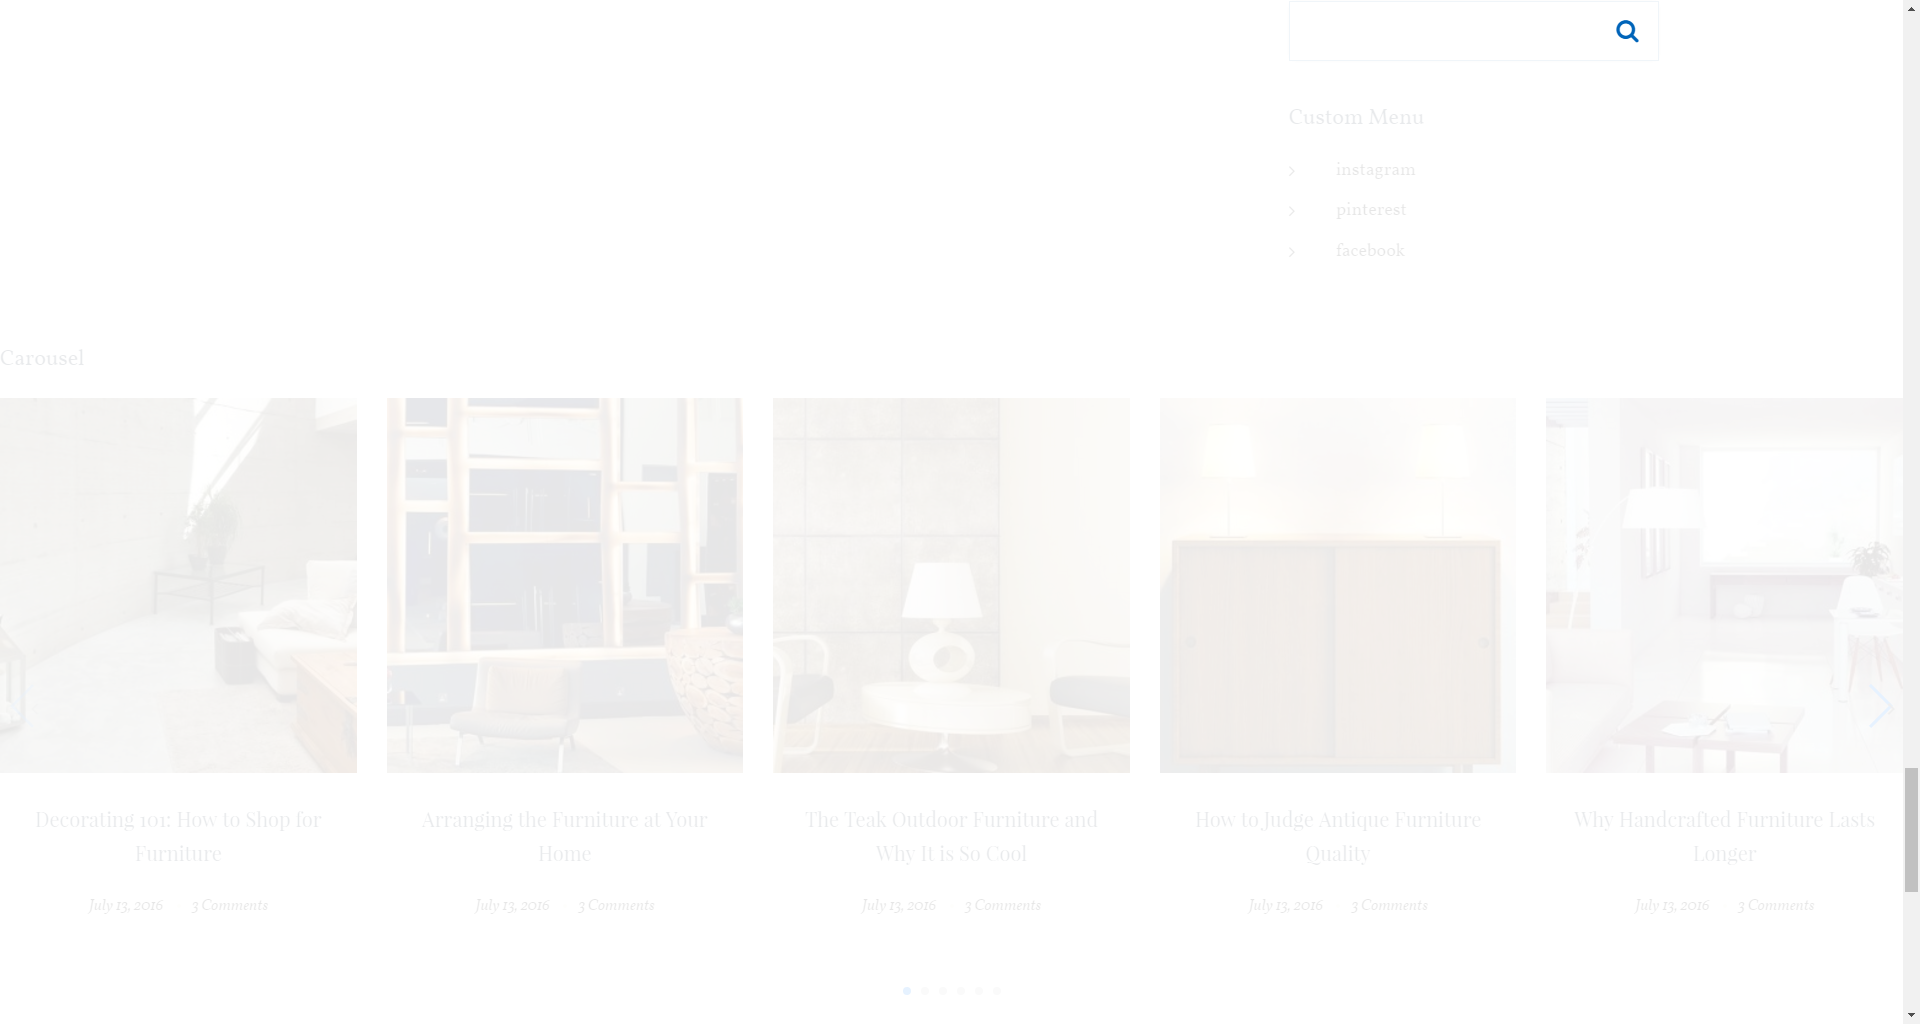 Custom Menu
instagram
pinterest
facebook
Carousel
Decorating 101: How to Shop for
Furniture
July 13, 2016 3 Comments
Arranging the Furniture at Your
Home
July 13, 2016 3 Comments
The Teak Outdoor Furniture and
Why It is So Cool
July 13, 2016 3 Comments
How to Judge Antique Furniture
Quality
July 13, 2016 3 Comments
Why Handcrafted Furniture Lasts
Longer
July 13, 2016 3 Comments